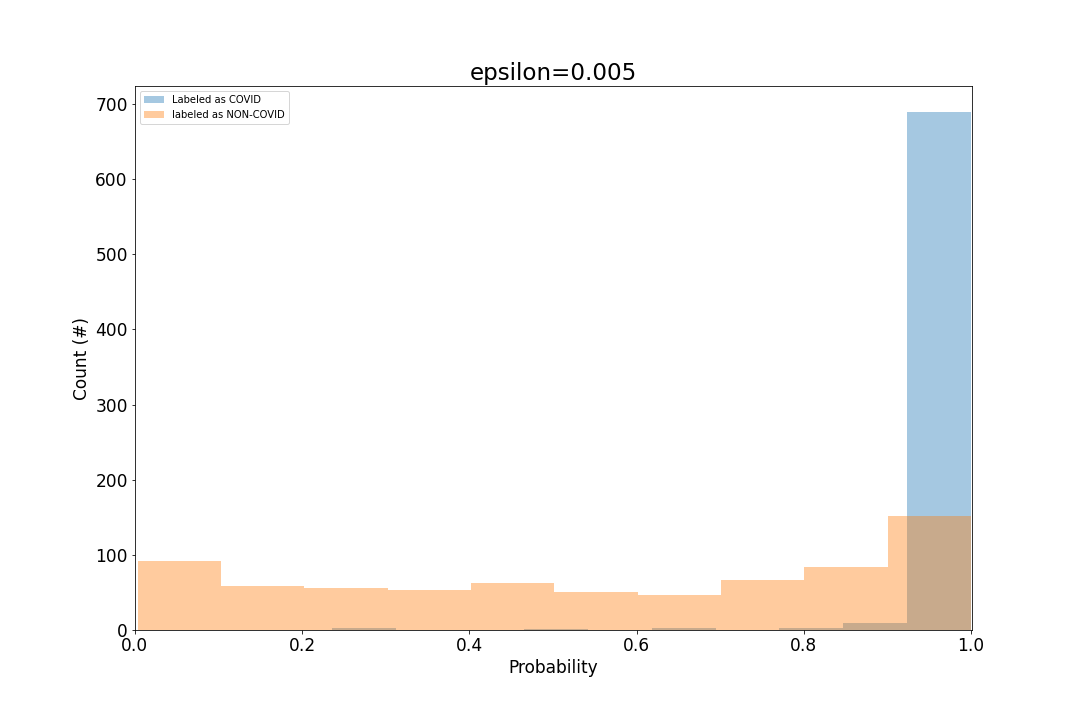 epsilon=0.005
Labeled as COVID
labeled as NON-COVID
700
600
500
400
300
200
100
0
Count (#)
0.0 0.2 0.4 0.6 0.8 1.0
Probability